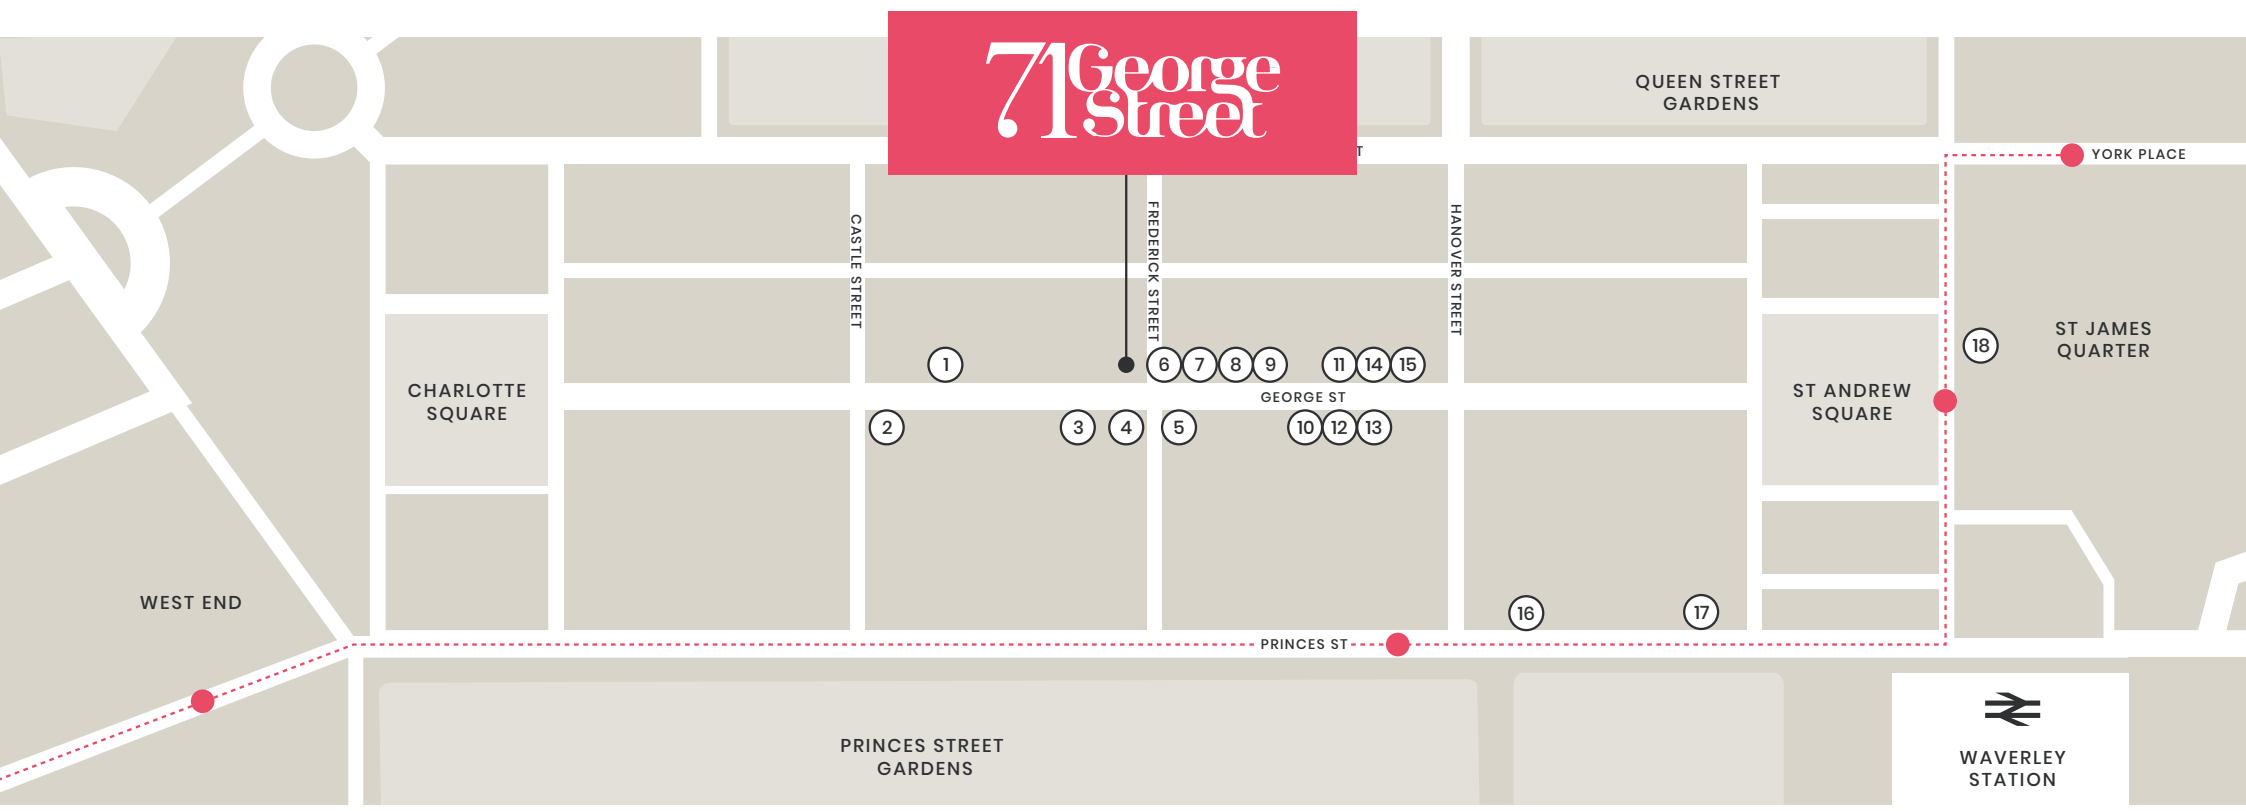 71 George
Street
QUEEN STREET
GARDENS
T
YORK PLACE
CASTLE STREET
FREDERICK STREET
HANOVER STREET
ST JAMES
QUARTER
18
1
6 7 8 9 11 14 15
CHARLOTTE
SQUARE
GEORGE ST
ST ANDREW
SQUARE
2 3 4 5 10 12 13
WEST END
16 17
PRINCES ST
PRINCES STREET
GARDENS
WAVERLEY
STATION